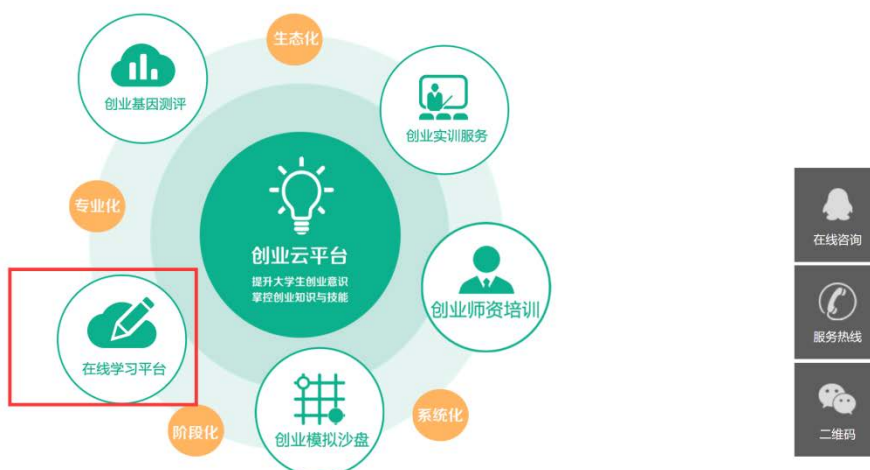 生态化
创业基因测评
创业实训服务
专业化
创业云平台
提升大学生创业意识
掌控创业知识与技能
在线咨询
创业师资培训
服务热线
在线学习平台
阶段化
创业模拟沙盘
系统化
二维码